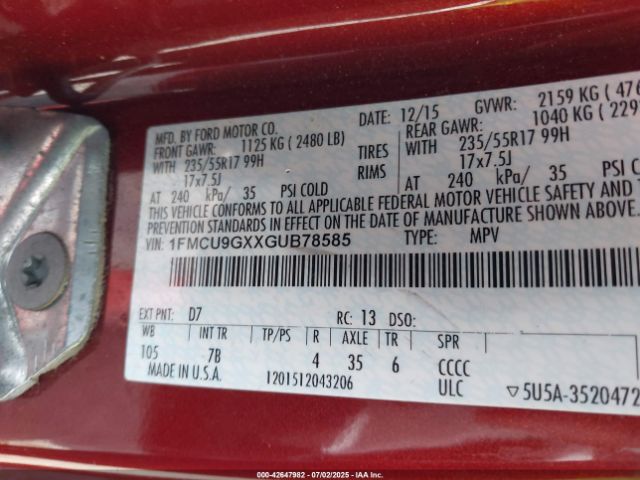 MFD. BY FORD MOTOR CO. DATE: 12/15 GVWR: 2159 KG (476
FRONT GAWR: 1125 KG (2480 LB) REAR GAWR: 1040 KG (229
WITH 235/55R17 99H TIRES WITH 235/55R17 99H
17x7.5J RIMS 17x7.5J
AT 240 kPa/ 35 PSI COLD AT 240 kPa/ 35 PSI C
THIS VEHICLE CONFORMS TO ALL APPLICABLE FEDERAL MOTOR VEHICLE SAFETY AND
PREVENTION STANDARDS IN EFFECT ON THE DATE OF MANUFACTURE SHOWN ABOVE.
VIN: 1FMCU9GXXGUB78585 TYPE: MPV
EXT PNT: D7 RC: 13 DSO:
WB INT TR TP/PS R AXLE TR SPR
105 7B 4 35 6 CCCC
MADE IN U.S.A. 1201512043206 ULC ▽5U5A-3520472
000-42647982 | 07/02/2025 | IAA Inc.